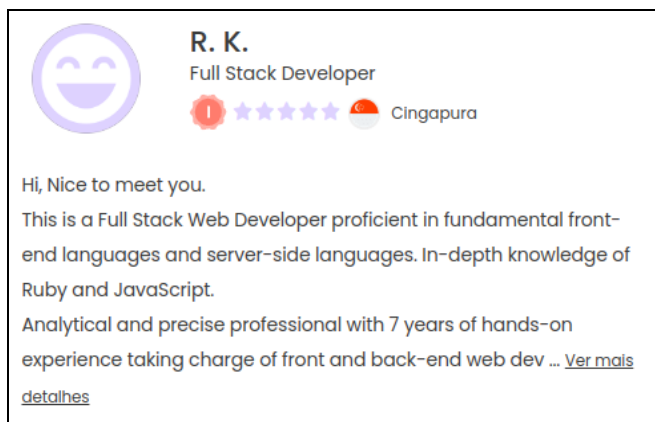 R. K.
Full Stack Developer
I
Cingapura
Hi, Nice to meet you.
This is a Full Stack Web Developer proficient in fundamental front-
end languages and server-side languages. In-depth knowledge of
Ruby and JavaScript.
Analytical and precise professional with 7 years of hands-on
experience taking charge of front and back-end web dev ... Ver mais
detalhes